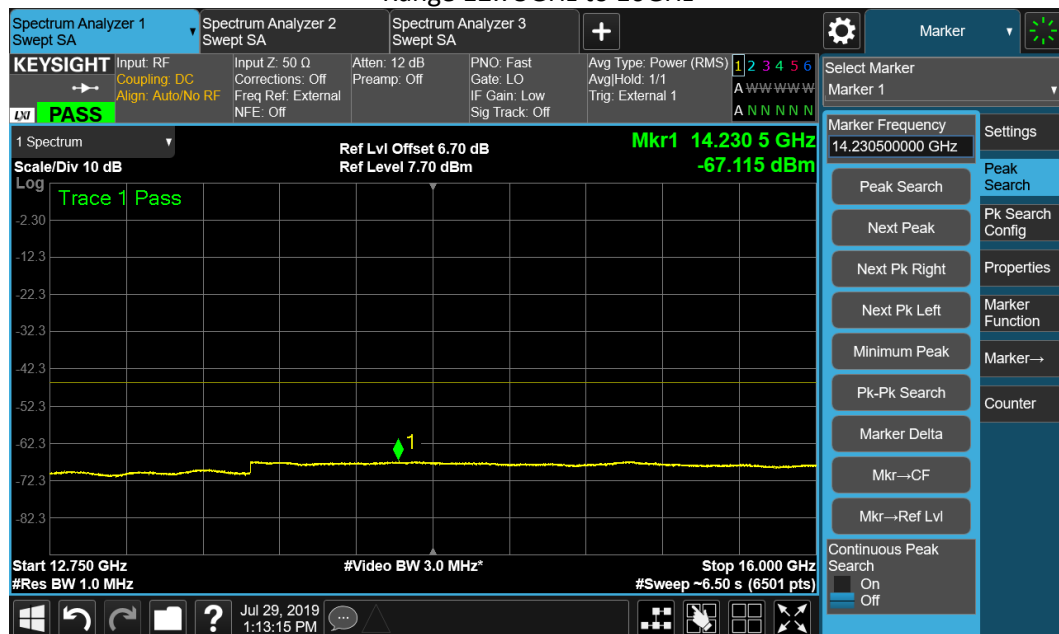 Range 12.75GHz to 16GHz
Spectrum Analyzer 1
Swept SA
Spectrum Analyzer 2
Swept SA
Spectrum Analyzer 3
Swept SA
+
Marker
KEYSIGHT
LXI PASS
Input: RF
Coupling: DC
Align: Auto/No RF
Input Z: 50 Ω
Corrections: Off
Freq Ref: External
NFE: Off
Atten: 12 dB
Preamp: Off
PNO: Fast
Gate: LO
IF Gain: Low
Sig Track: Off
Avg Type: Power (RMS)
Avg|Hold: 1/1
Trig: External 1
1 2 3 4 5 6
A W W W W W
A N N N N N
Select Marker
Marker 1
1 Spectrum
Scale/Div 10 dB
Log
Ref Lvl Offset 6.70 dB
Ref Level 7.70 dBm
Mkr1 14.230 5 GHz
-67.115 dBm
Trace 1 Pass
-2.30
-12.3
-22.3
-32.3
-42.3
-52.3
-62.3
-72.3
-82.3
1
Start 12.750 GHz
#Res BW 1.0 MHz
#Video BW 3.0 MHz*
Stop 16.000 GHz
#Sweep ~6.50 s (6501 pts)
Marker Frequency
14.230500000 GHz
Peak Search
Next Peak
Next Pk Right
Next Pk Left
Minimum Peak
Pk-Pk Search
Marker Delta
Mkr→CF
Mkr→Ref Lvl
Continuous Peak
Search
On
Off
Settings
Peak
Search
Pk Search
Config
Properties
Marker
Function
Marker→
Counter
?
Jul 29, 2019
1:13:15 PM